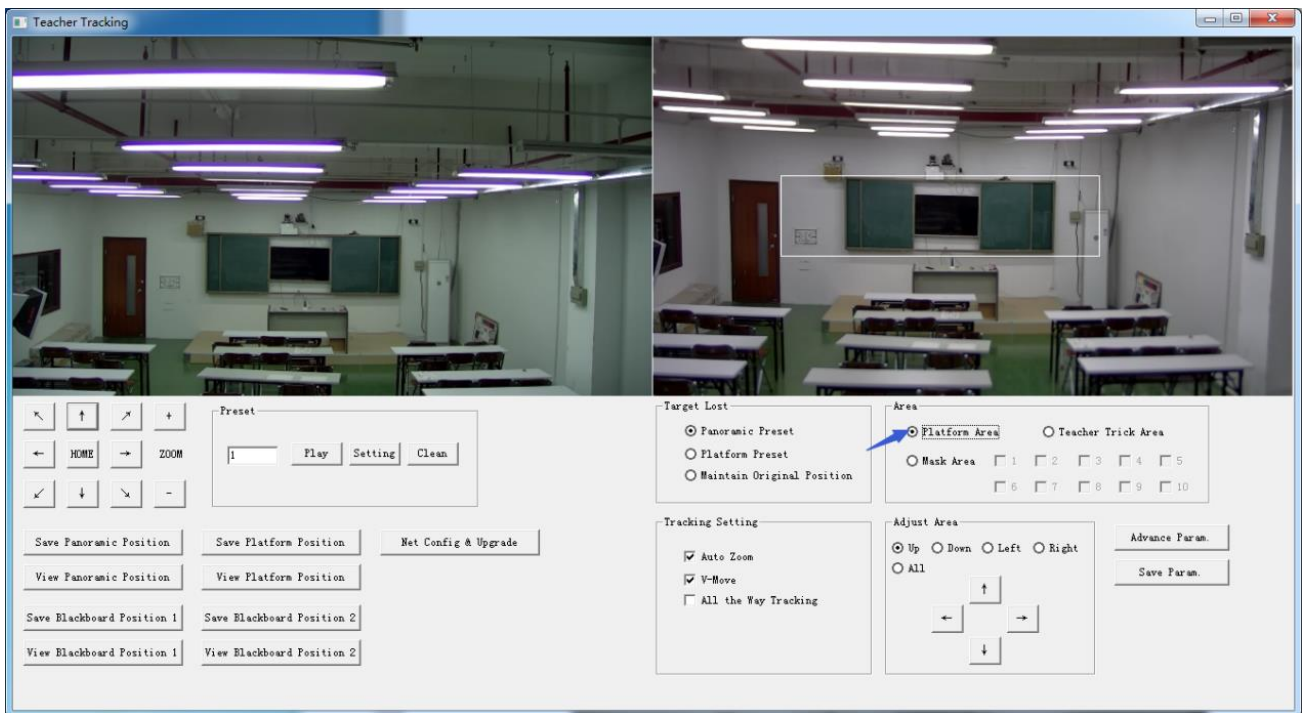 Teacher Tracking
↖ ↑ ↗ +
← HOME → ZOOM
↙ ↓ ↘ -
Preset
1 Play Setting Clean
Save Panoramic Position Save Platform Position Net Config & Upgrade
View Panoramic Position View Platform Position
Save Blackboard Position 1 Save Blackboard Position 2
View Blackboard Position 1 View Blackboard Position 2
Target Lost
Panoramic Preset
Platform Preset
Maintain Original Position
Area
Platform Area Teacher Trick Area
Mask Area 1 2 3 4 5
6 7 8 9 10
Tracking Setting
Auto Zoom
V-Move
All the Way Tracking
Adjust Area
Up Down Left Right
All
↑
← →
↓
Advance Param.
Save Param.